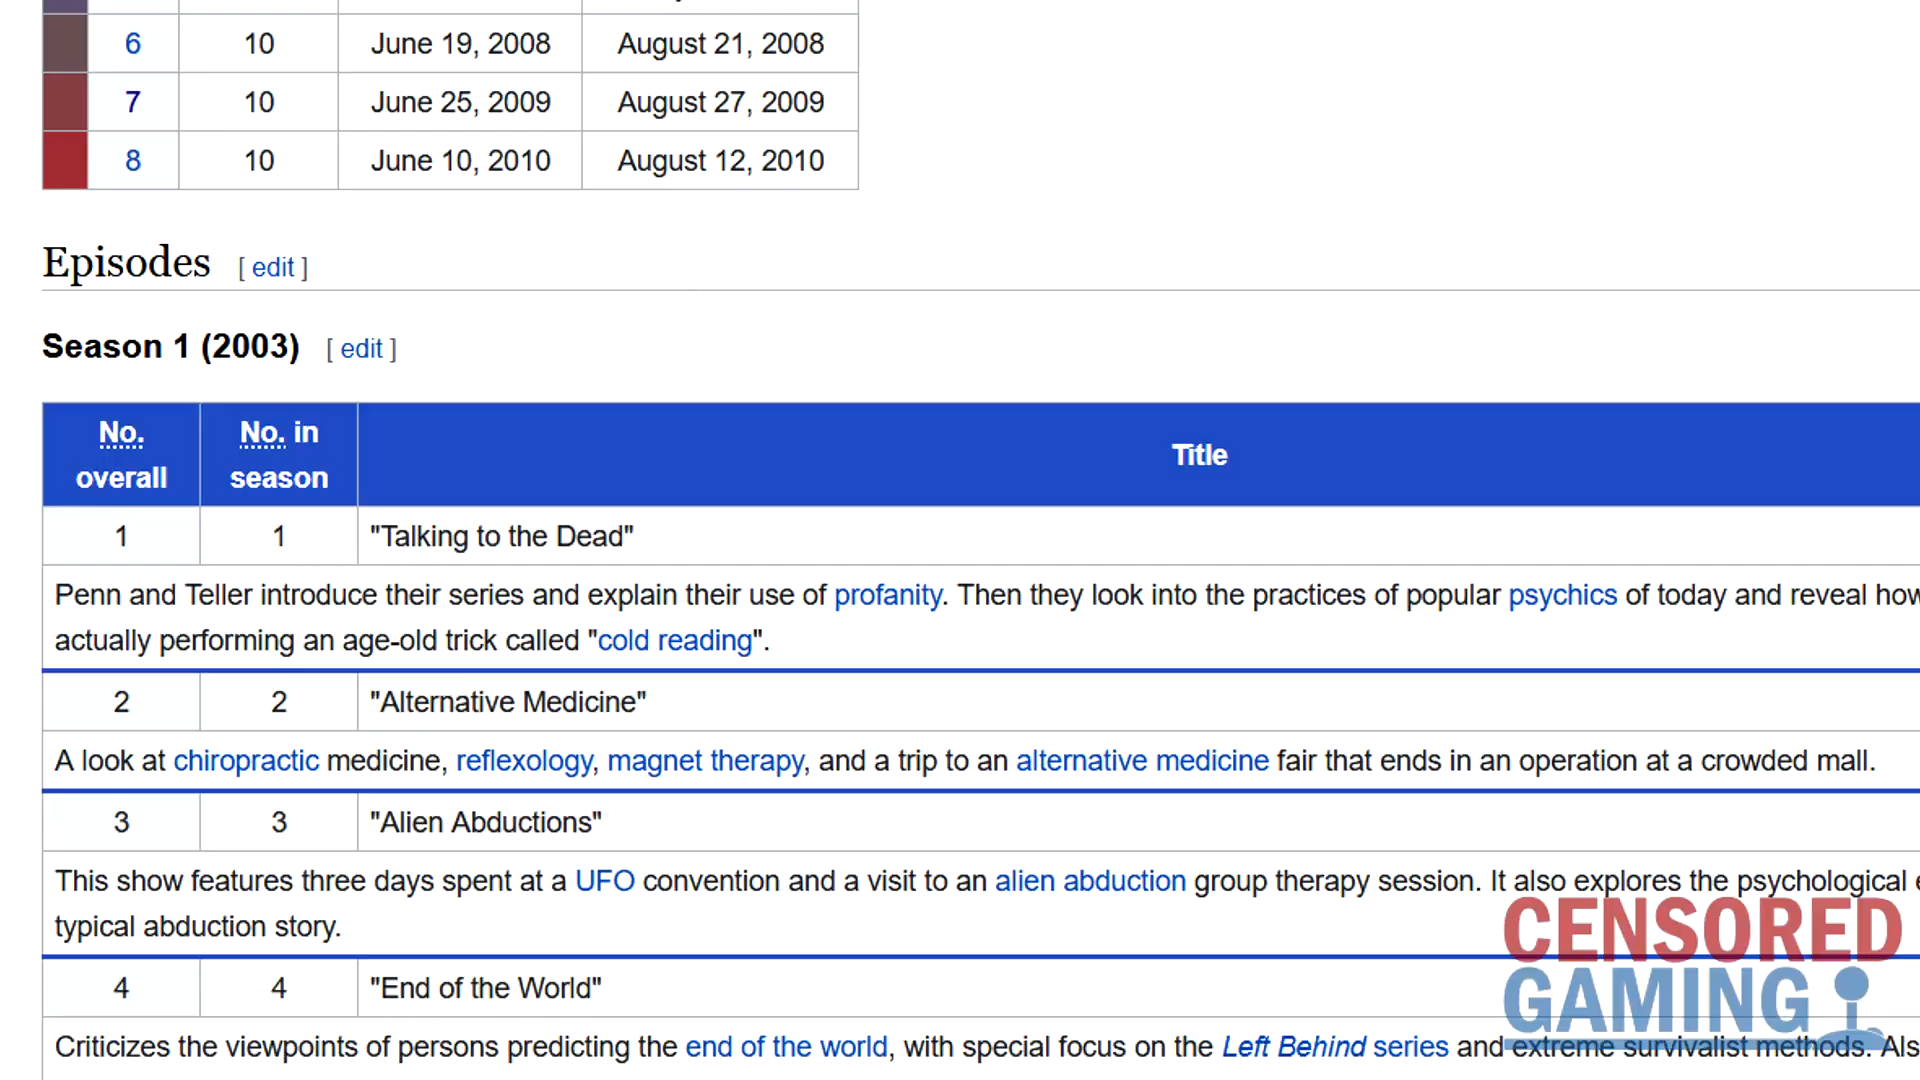 6 10 June 19, 2008 August 21, 2008
7 10 June 25, 2009 August 27, 2009
8 10 June 10, 2010 August 12, 2010
Episodes [ edit ]
Season 1 (2003) [ edit ]
No. overall No. in season Title
1 1 "Talking to the Dead"
Penn and Teller introduce their series and explain their use of profanity. Then they look into the practices of popular psychics of today and reveal how
actually performing an age-old trick called "cold reading".
2 2 "Alternative Medicine"
A look at chiropractic medicine, reflexology, magnet therapy, and a trip to an alternative medicine fair that ends in an operation at a crowded mall.
3 3 "Alien Abductions"
This show features three days spent at a UFO convention and a visit to an alien abduction group therapy session. It also explores the psychological
typical abduction story.
4 4 "End of the World"
Criticizes the viewpoints of persons predicting the end of the world, with special focus on the Left Behind series and extreme survivalist methods.
CENSORED
GAMING